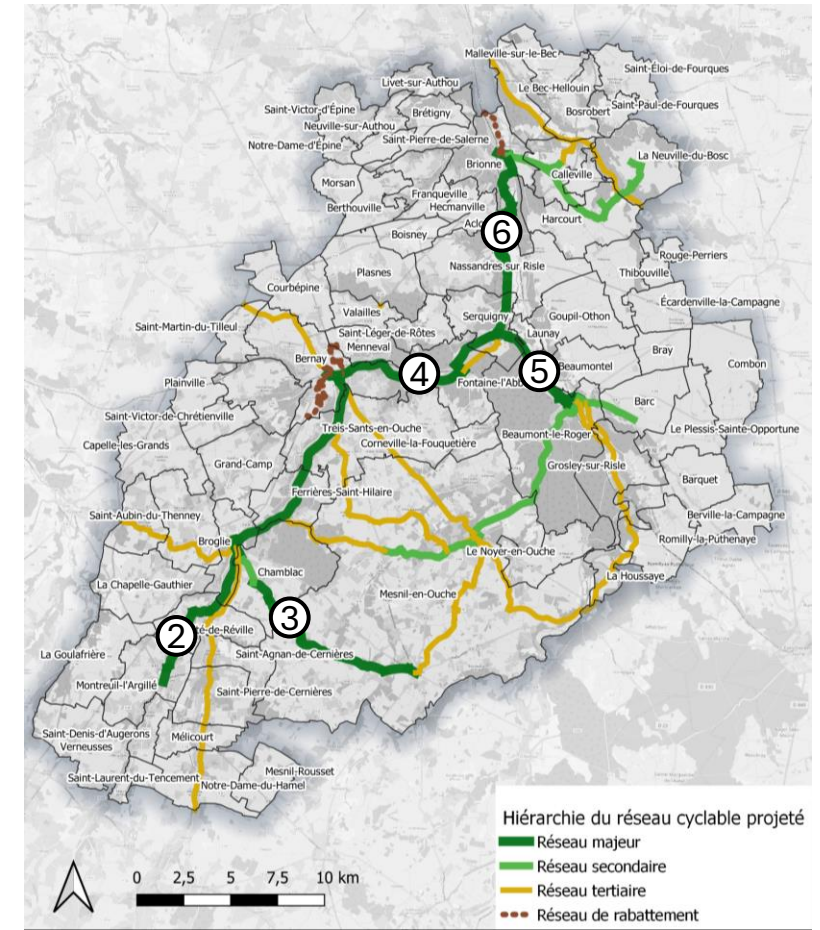 Malleville-sur-le-Bec
Saint-Éloi-de-Fourques
Livet-sur-Authou
Le Bec-Hellouin
Saint-Victor-d'Épine
Brétigny
Bosrobert
Saint-Paul-de-Fourques
Neuville-sur-Authou
Saint-Pierre-de-Salerne
Notre-Dame-d'Épine
La Neuville-du-Bosc
Brionne
Calleville
Morsan
Franqueville
Berthouville
Hecmanville
Harcourt
Aclo
6
Boisney
Rouge-Perriers
Nassandres sur Risle
Thibouville
Plasnes
Courbépine
Écardenville-la-Campagne
Valailles
Serquigny
Goupil-Othon
Saint-Martin-du-Tilleul
Saint-Léger-de-Rôtes
Launay
Menneval
Bray
Bernay
Combon
4
5
Beaumontel
Plainville
Fontaine-l'Abb
Barc
Saint-Victor-de-Chrétienville
Treis-Sants-en-Ouche
Le Plessis-Sainte-Opportune
Capelle-les-Grands
Corneville-la-Fouquetière
Beaumont-le-Roger
Grand-Camp
Grosley-sur-Risle
Barquet
Ferrières-Saint-Hilaire
Saint-Aubin-du-Thenney
Berville-la-Campagne
Broglie
Romilly-la-Puthenaye
Le Noyer-en-Ouche
Chamblac
La Houssaye
La Chapelle-Gauthier
Mesnil-en-Ouche
3
2
té-de-Réville
La Goulafrière
Saint-Agnan-de-Cernières
Montreuil-l'Argillé
Saint-Pierre-de-Cernières
Saint-Denis-d'Augerons
Mélicourt
Verneusses
Saint-Laurent-du-Tencement
Mesnil-Rousset
Notre-Dame-du-Hamel
Hiérarchie du réseau cyclable projeté
Réseau majeur
Réseau secondaire
Réseau tertiaire
Réseau de rabattement
0 2,5 5 7,5 10 km